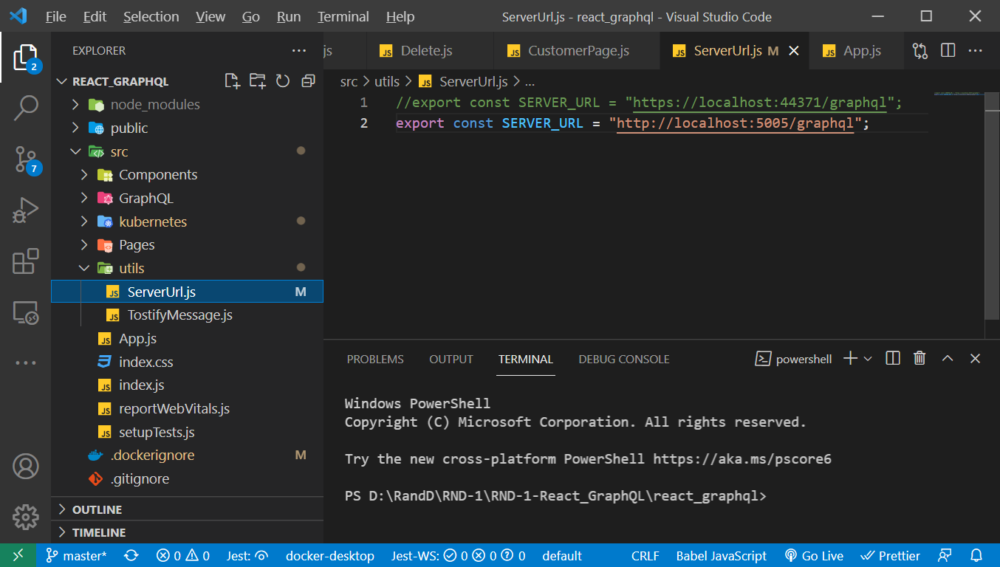 File Edit Selection View Go Run Terminal Help ServerUrl.js - react_graphql - Visual Studio Code
EXPLORER
js Delete.js CustomerPage.js ServerUrl.js M App.js
2
REACT_GRAPHQL
src > utils > JS ServerUrl.js > ...
node_modules
public
src
Components
GraphQL
kubernetes
Pages
utils
ServerUrl.js M
TostifyMessage.js
App.js
index.css
index.js
reportWebVitals.js
setupTests.js
.dockerignore M
.gitignore
OUTLINE
TIMELINE
7
1 //export const SERVER_URL = "https://localhost:44371/graphql";
2 export const SERVER_URL = "http://localhost:5005/graphql";
PROBLEMS OUTPUT TERMINAL DEBUG CONSOLE powershell
Windows PowerShell
Copyright (C) Microsoft Corporation. All rights reserved.
Try the new cross-platform PowerShell https://aka.ms/pscore6
PS D:\RandD\RND-1\RND-1-React_GraphQL\react_graphql>
master* 0 0 Jest: docker-desktop Jest-WS: 0 0 0 default CRLF Babel JavaScript Go Live Prettier